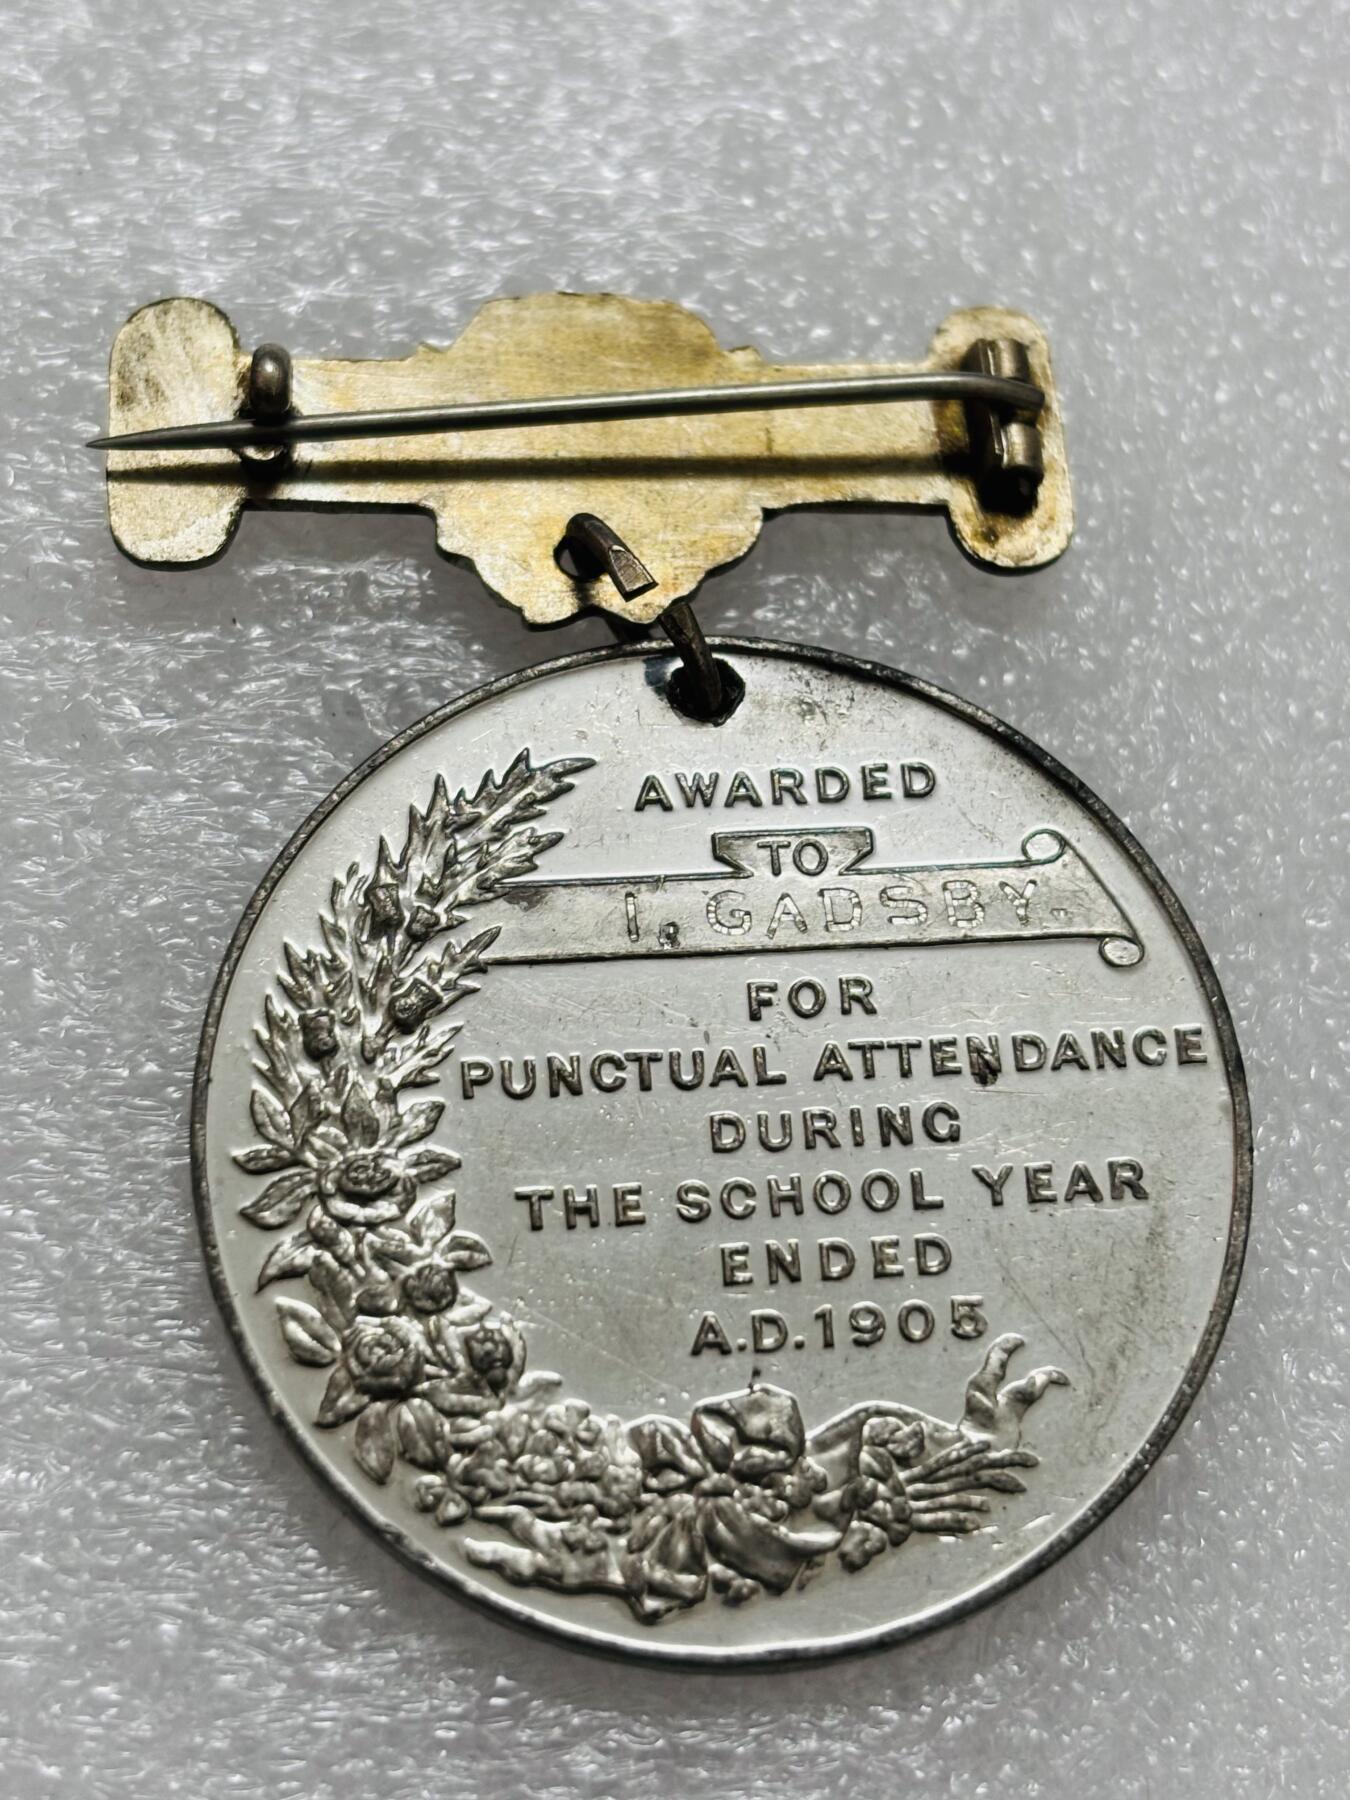 AWARDED
TO
I. GADSBY.
FOR
PUNCTUAL ATTENDANCE
DURING
THE SCHOOL YEAR
ENDED
A.D.1905